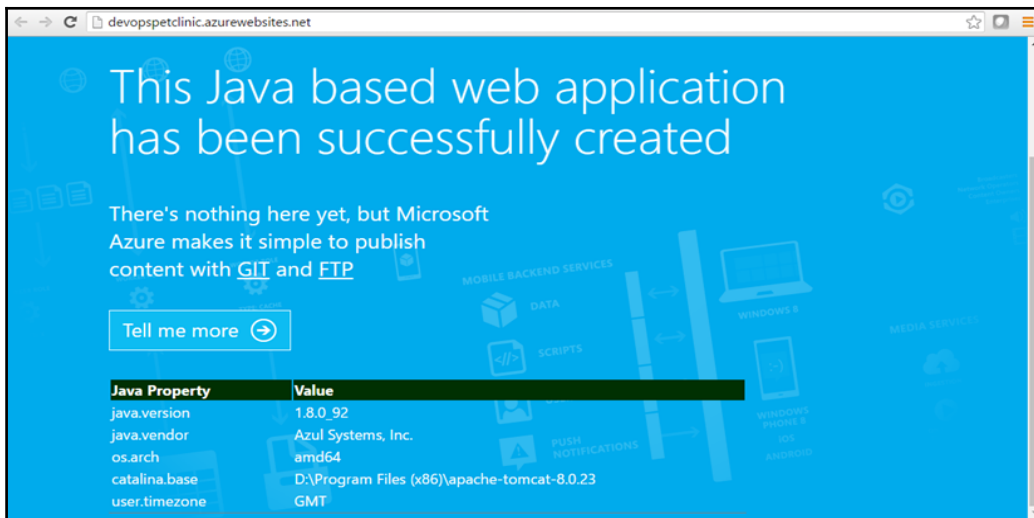 devopspetclinic.azurewebsites.net
This Java based web application
has been successfully created
There's nothing here yet, but Microsoft
Azure makes it simple to publish
content with GIT and FTP
MOBILE BACKEND SERVICES
DATA
WINDOWS 8
Tell me more
MEDIA SERVICES
SCRIPTS
</>
Java Property Value
java.version 1.8.0_92
java.vendor Azul Systems, Inc.
os.arch amd64
catalina.base D:\Program Files (x86)\apache-tomcat-8.0.23
user.timezone GMT
WINDOWS
PHONE 8
IOS
ANDROID
PUSH
NOTIFICATIONS